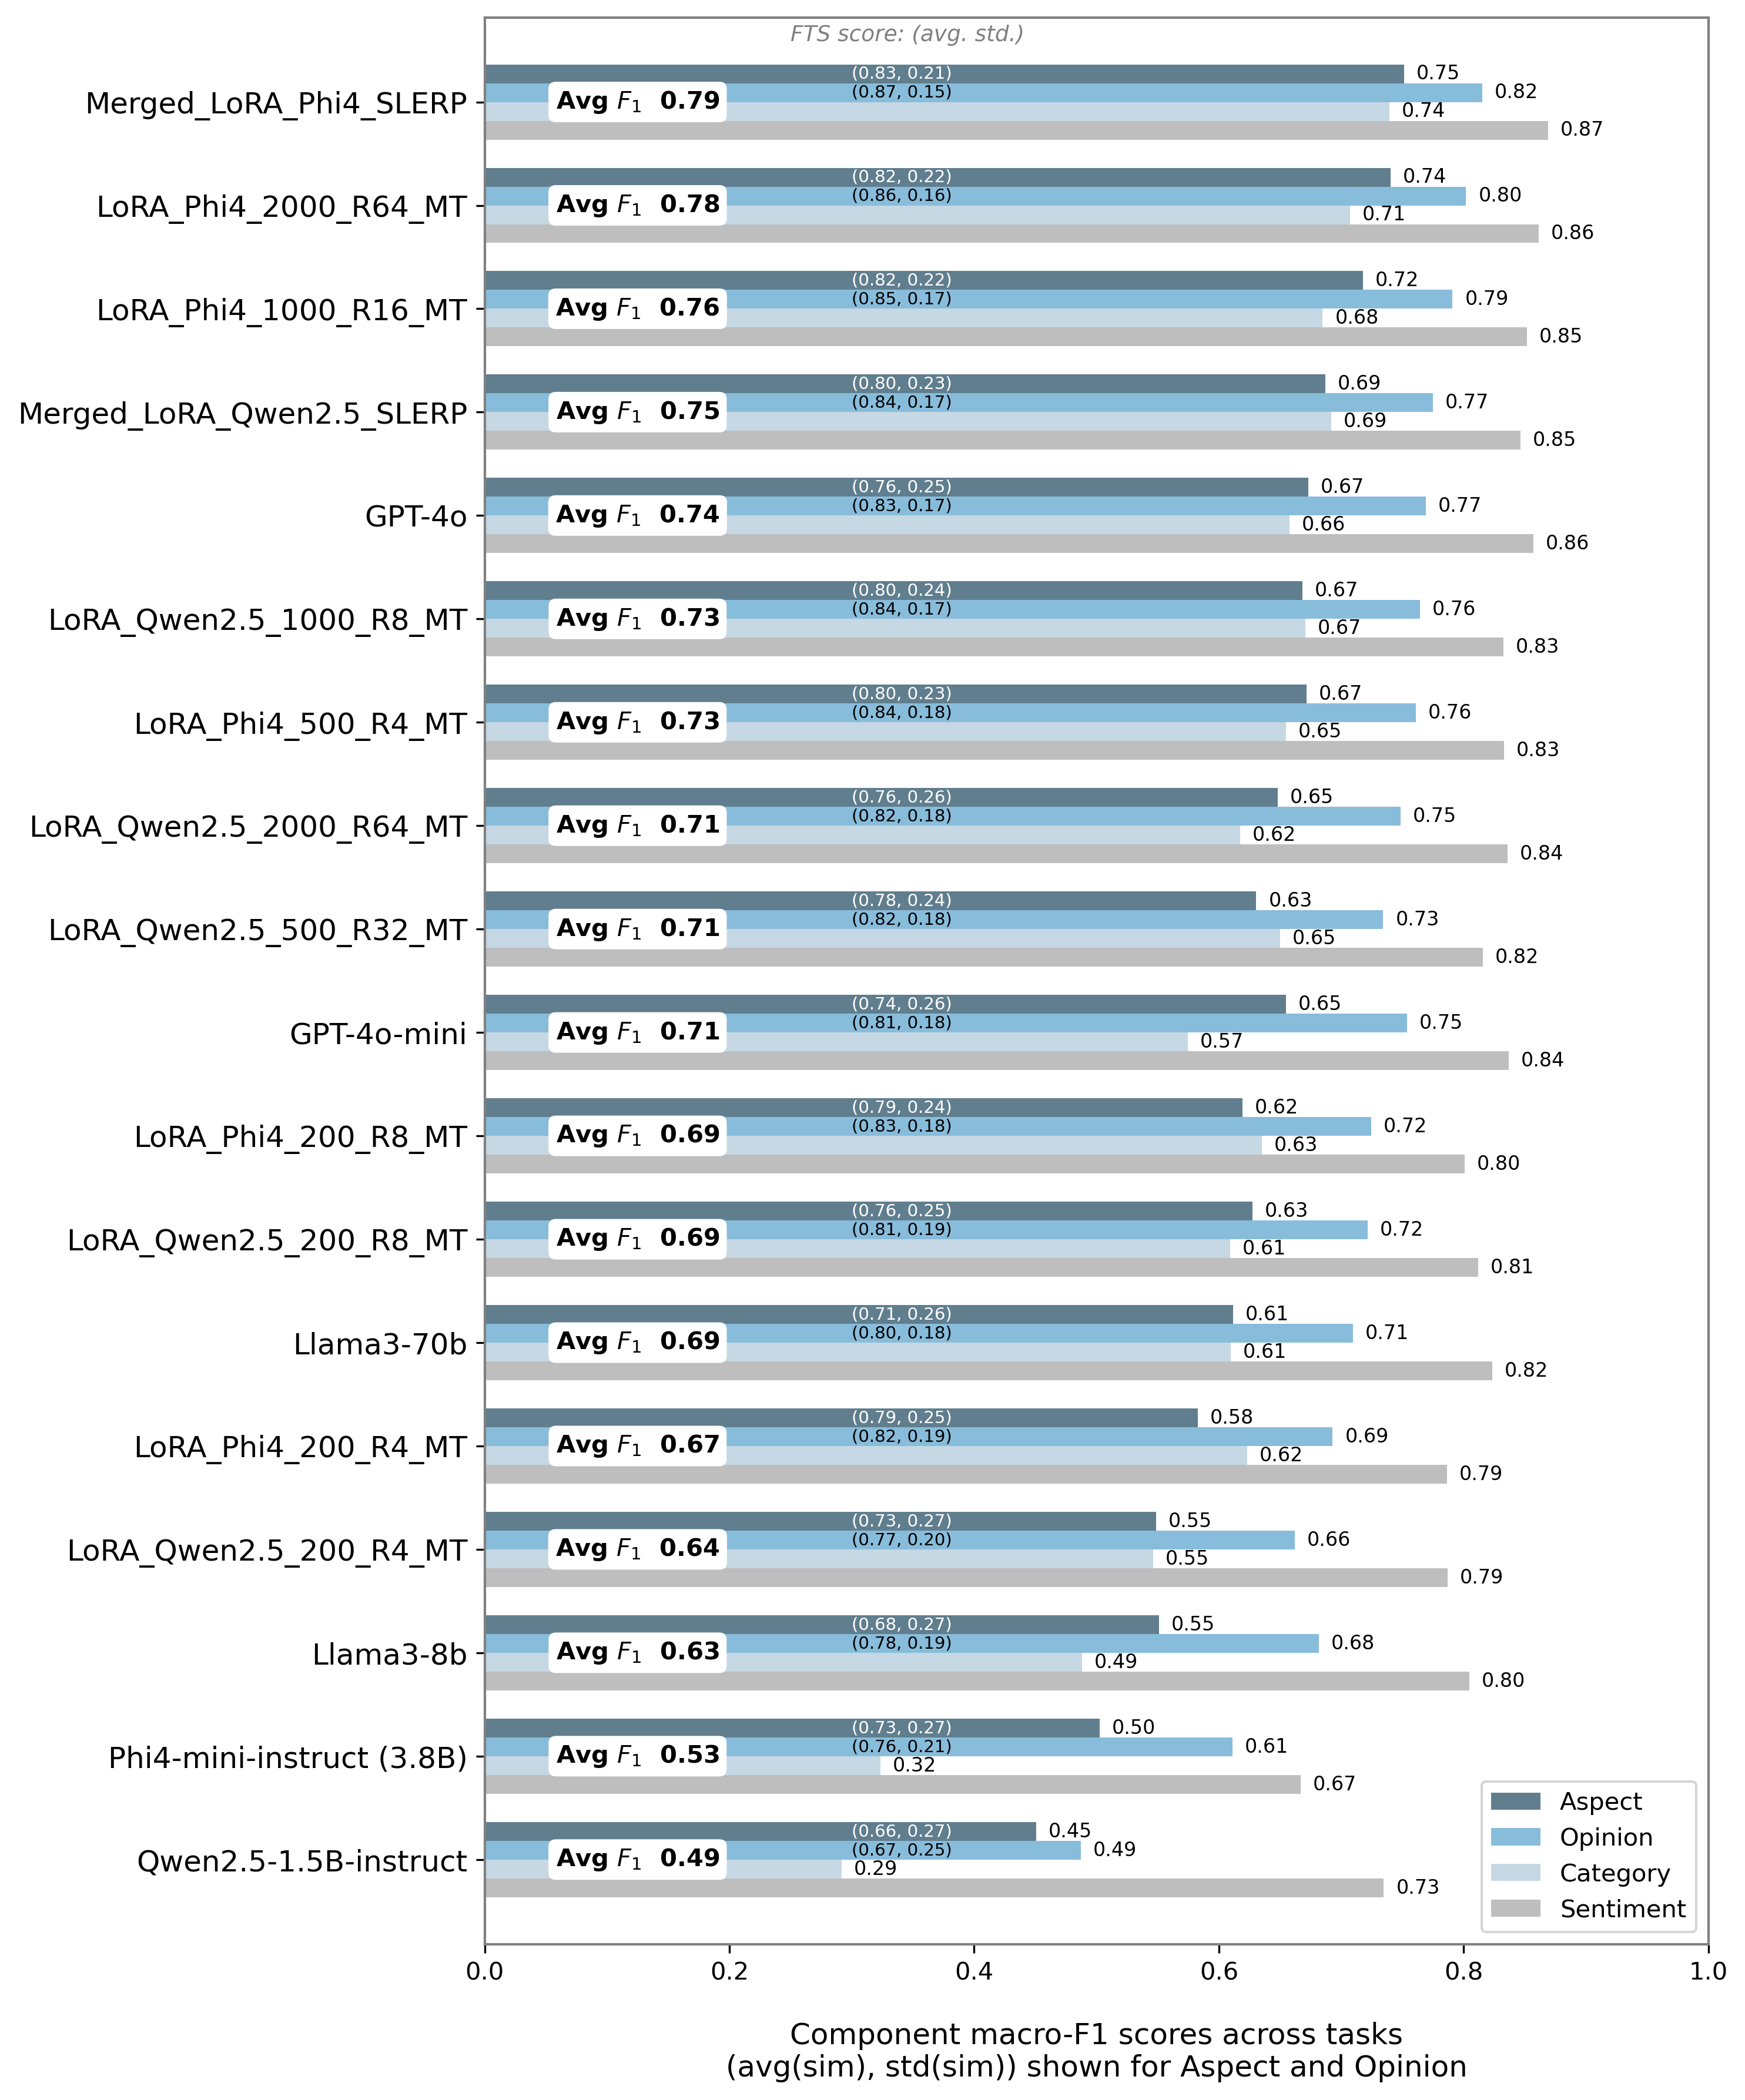 FTS score: (avg. std.)
Merged_LoRA_Phi4_SLERP
(0.83, 0.21) 0.75
(0.87, 0.15) 0.82
Avg F1 0.79
0.74
0.87
LoRA_Phi4_2000_R64_MT
(0.82, 0.22) 0.74
(0.86, 0.16) 0.80
Avg F1 0.78
0.71
0.86
LoRA_Phi4_1000_R16_MT
(0.82, 0.22) 0.72
(0.85, 0.17) 0.79
Avg F1 0.76
0.68
0.85
Merged_LoRA_Qwen2.5_SLERP
(0.80, 0.23) 0.69
(0.84, 0.17) 0.77
Avg F1 0.75
0.69
0.85
GPT-4o
(0.76, 0.25) 0.67
(0.83, 0.17) 0.77
Avg F1 0.74
0.66
0.86
LoRA_Qwen2.5_1000_R8_MT
(0.80, 0.24) 0.67
(0.84, 0.17) 0.76
Avg F1 0.73
0.67
0.83
LoRA_Phi4_500_R4_MT
(0.80, 0.23) 0.67
(0.84, 0.18) 0.76
Avg F1 0.73
0.65
0.83
LoRA_Qwen2.5_2000_R64_MT
(0.76, 0.26) 0.65
(0.82, 0.18) 0.75
Avg F1 0.71
0.62
0.84
LoRA_Qwen2.5_500_R32_MT
(0.78, 0.24) 0.63
(0.82, 0.18) 0.73
Avg F1 0.71
0.65
0.82
GPT-4o-mini
(0.74, 0.26) 0.65
(0.81, 0.18) 0.75
Avg F1 0.71
0.57
0.84
LoRA_Phi4_200_R8_MT
(0.79, 0.24) 0.62
(0.83, 0.18) 0.72
Avg F1 0.69
0.63
0.80
LoRA_Qwen2.5_200_R8_MT
(0.76, 0.25) 0.63
(0.81, 0.19) 0.72
Avg F1 0.69
0.61
0.81
Llama3-70b
(0.71, 0.26) 0.61
(0.80, 0.18) 0.71
Avg F1 0.69
0.61
0.82
LoRA_Phi4_200_R4_MT
(0.79, 0.25) 0.58
(0.82, 0.19) 0.69
Avg F1 0.67
0.62
0.79
LoRA_Qwen2.5_200_R4_MT
(0.73, 0.27) 0.55
(0.77, 0.20) 0.66
Avg F1 0.64
0.55
0.79
Llama3-8b
(0.68, 0.27) 0.55
(0.78, 0.19) 0.68
Avg F1 0.63
0.49
0.80
Phi4-mini-instruct (3.8B)
(0.73, 0.27) 0.50
(0.76, 0.21) 0.61
Avg F1 0.53
0.32
0.67
Qwen2.5-1.5B-instruct
(0.66, 0.27) 0.45
(0.67, 0.25) 0.49
Avg F1 0.49
0.29
0.73
Aspect
Opinion
Category
Sentiment
0.0 0.2 0.4 0.6 0.8 1.0
Component macro-F1 scores across tasks
(avg(sim), std(sim)) shown for Aspect and Opinion